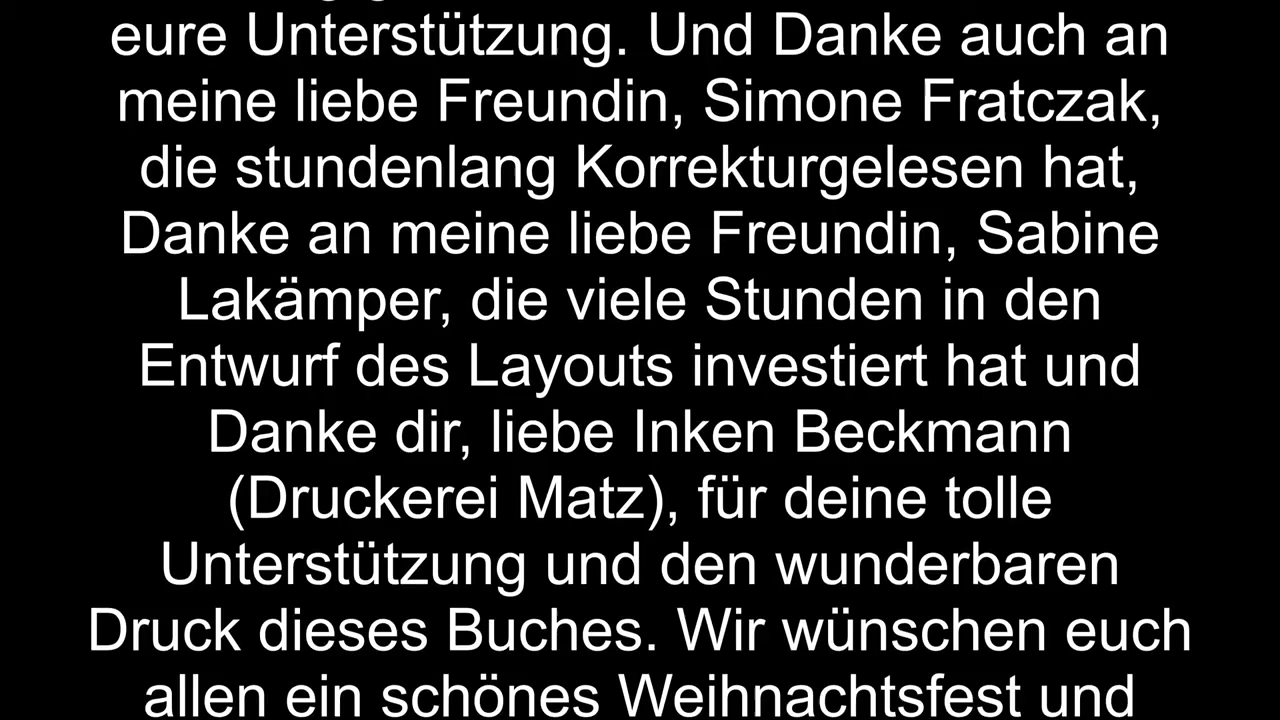 eure Unterstützung. Und Danke auch an
meine liebe Freundin, Simone Fratczak,
die stundenlang Korrekturgelesen hat,
Danke an meine liebe Freundin, Sabine
Lakämper, die viele Stunden in den
Entwurf des Layouts investiert hat und
Danke dir, liebe Inken Beckmann
(Druckerei Matz), für deine tolle
Unterstützung und den wunderbaren
Druck dieses Buches. Wir wünschen euch
allen ein schönes Weihnachtsfest und